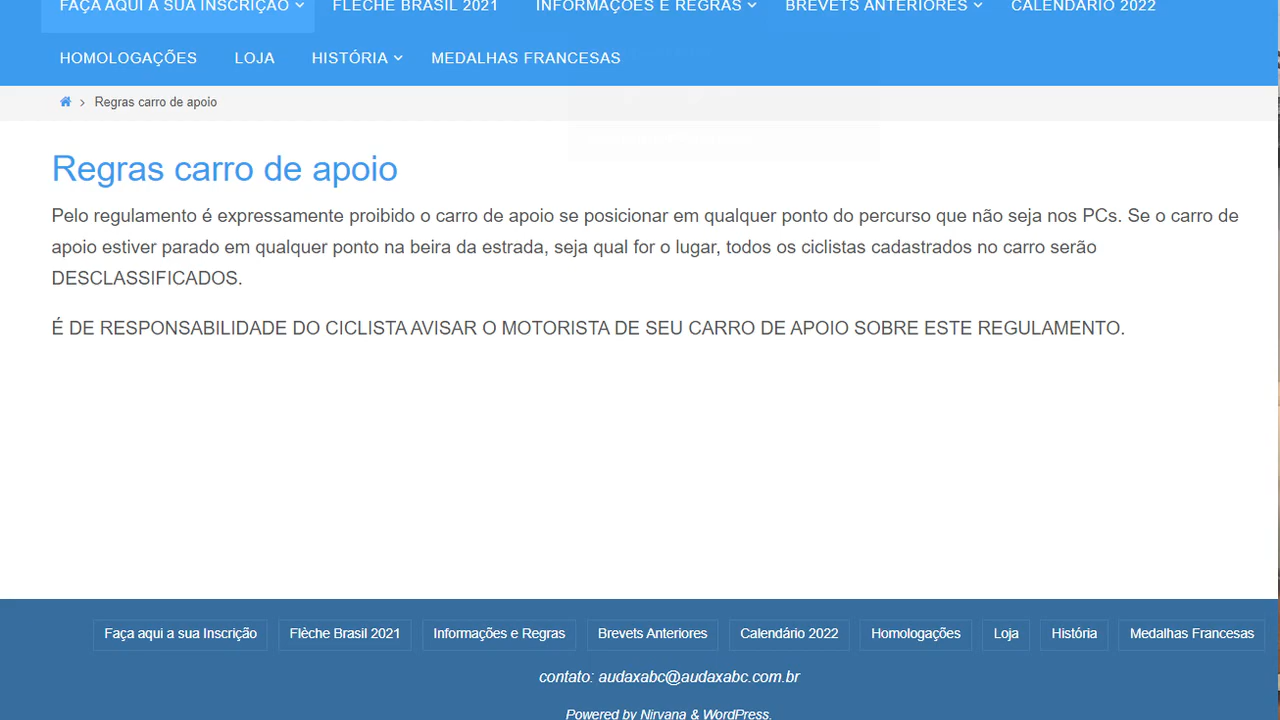 FAÇA AQUI A SUA INSCRIÇÃO FLÈCHE BRASIL 2021 INFORMAÇÕES E REGRAS BREVETS ANTERIORES CALENDÁRIO 2022
HOMOLOGAÇÕES LOJA HISTÓRIA MEDALHAS FRANCESAS
Regras carro de apoio
Regras carro de apoio
Pelo regulamento é expressamente proibido o carro de apoio se posicionar em qualquer ponto do percurso que não seja nos PCs. Se o carro de
apoio estiver parado em qualquer ponto na beira da estrada, seja qual for o lugar, todos os ciclistas cadastrados no carro serão
DESCLASSIFICADOS.
É DE RESPONSABILIDADE DO CICLISTA AVISAR O MOTORISTA DE SEU CARRO DE APOIO SOBRE ESTE REGULAMENTO.
Faça aqui a sua Inscrição Flèche Brasil 2021 Informações e Regras Brevets Anteriores Calendário 2022 Homologações Loja História Medalhas Francesas
contato: audaxabc@audaxabc.com.br
Powered by Nirvana & WordPress.